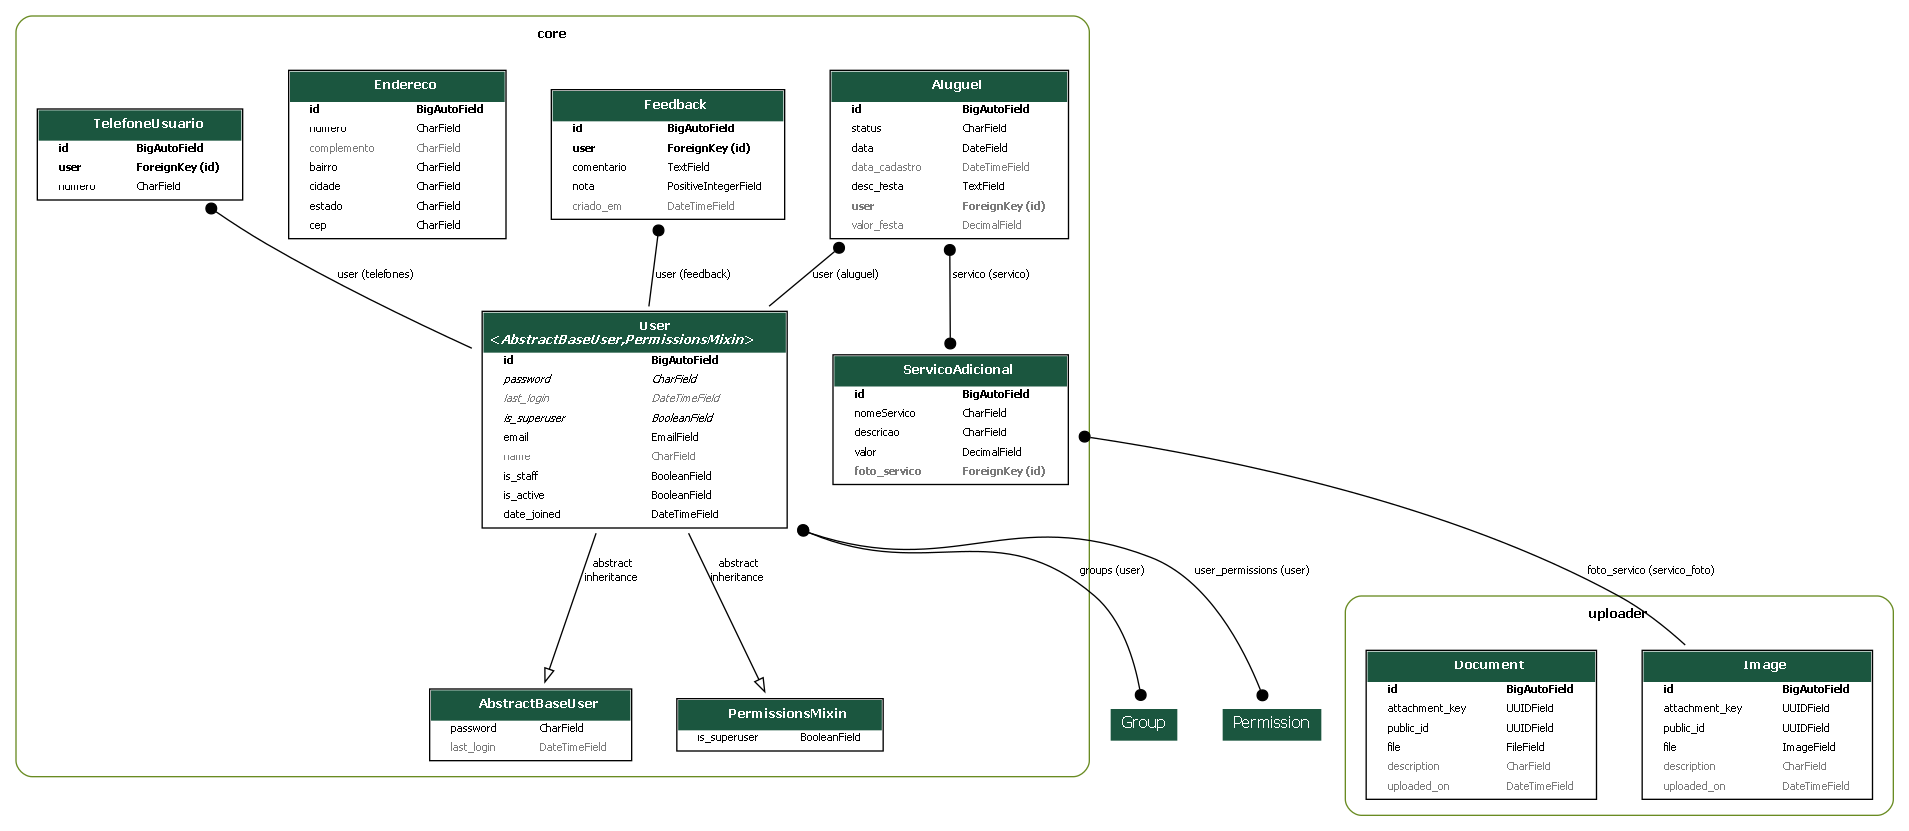 core
TelefoneUsuario
id BigAutoField
user ForeignKey (id)
numero CharField
Endereco
id BigAutoField
numero CharField
complemento CharField
bairro CharField
cidade CharField
estado CharField
cep CharField
Feedback
id BigAutoField
user ForeignKey (id)
comentario TextField
nota PositiveIntegerField
criado_em DateTimeField
Aluguel
id BigAutoField
status CharField
data DateField
data_cadastro DateTimeField
desc_festa TextField
user ForeignKey (id)
valor_festa DecimalField
user (telefones)
user (feedback)
user (aluguel)
servico (servico)
User
<AbstractBaseUser,PermissionsMixin>
id BigAutoField
password CharField
last_login DateTimeField
is_superuser BooleanField
email EmailField
name CharField
is_staff BooleanField
is_active BooleanField
date_joined DateTimeField
ServicoAdicional
id BigAutoField
nomeServico CharField
descricao CharField
valor DecimalField
foto_servico ForeignKey (id)
abstract
inheritance
abstract
inheritance
groups (user)
user_permissions (user)
foto_servico (servico_foto)
AbstractBaseUser
password CharField
last_login DateTimeField
PermissionsMixin
is_superuser BooleanField
Group
Permission
uploader
Document
id BigAutoField
attachment_key UUIDField
public_id UUIDField
file FileField
description CharField
uploaded_on DateTimeField
Image
id BigAutoField
attachment_key UUIDField
public_id UUIDField
file ImageField
description CharField
uploaded_on DateTimeField